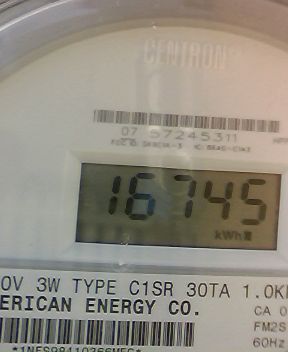 CENTRON
07 57245311
16745
kWh
0V 3W TYPE C1SR 30TA 1.0K
ERICAN ENERGY CO.
CA 0
FM2S
60Hz